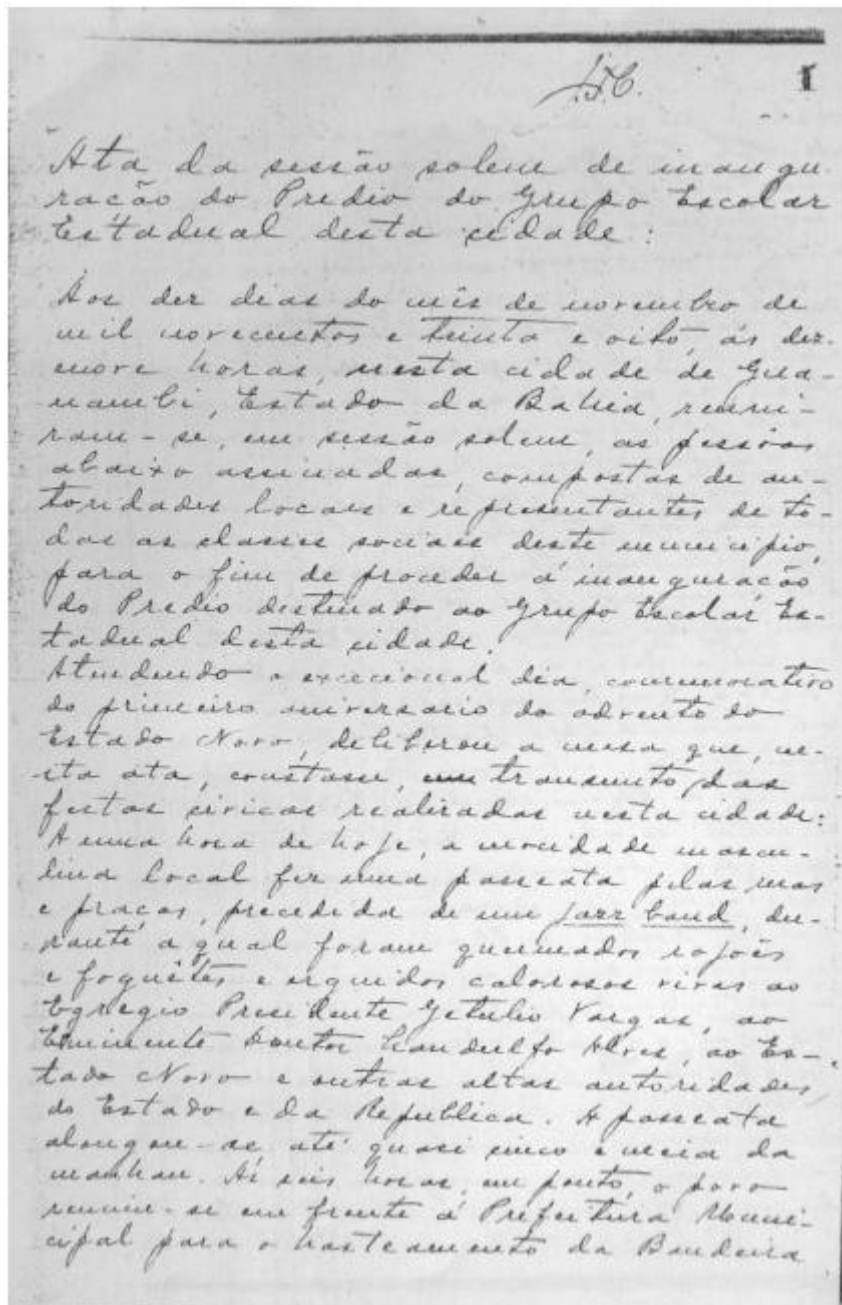 J.F.C.
1
Ata da sessão solene de inaugu-
ração do Predio do Grupo Escolar
Estadual desta cidade:
Aos dez dias do mês de novembro de
mil novecentos e trinta e oito, ás dez-
enove horas, nesta cidade de Gua-
nambi, Estado da Bahia, reuni-
ram-se, em sessão solene, as pessôas
abaixo assinadas, compostas de au-
toridades locaes e representantes de to-
das as classes sociaes deste municipio,
para o fim de proceder á inauguração
do Predio destinado ao Grupo Escolar Es-
tadual desta cidade.
Atendendo o excecional dia, comemorativo
do primeiro aniversario do advento do
Estado Novo, deliberou a mesa que, ne-
sta ata, constasse, transunto das
festas civicas realizadas nesta cidade:
A uma hora de hoje, a mocidade mascu-
lina local fez uma passeata pelas ruas
e praças, precedida de um jazz band, du-
rante a qual foram queimados rojões
e foguêtes e erguidos calorosos vivas ao
Egregio Presidente Getulio Vargas, ao
Eminente Doutor Landulfo Alves, ao Es-
tado Novo e outras altas autoridades,
do Estado e da Republica. A passeata
alongou-se até quasi cinco e meia da
manhan. Ás seis horas, em ponto, o povo
reuniu-se em frente á Prefeitura Muni-
cipal para o hasteamento da Bandeira